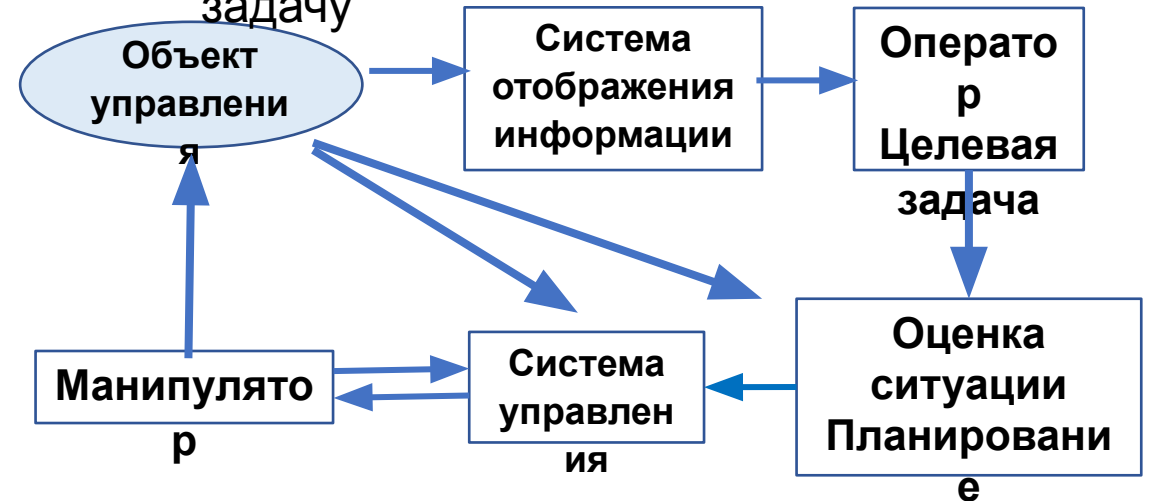 задачу
Объект
управлени
я
Система
отображения
информации
Операто
р
Целевая
задача
Манипулято
р
Система
управлен
ия
Оценка
ситуации
Планировани
е